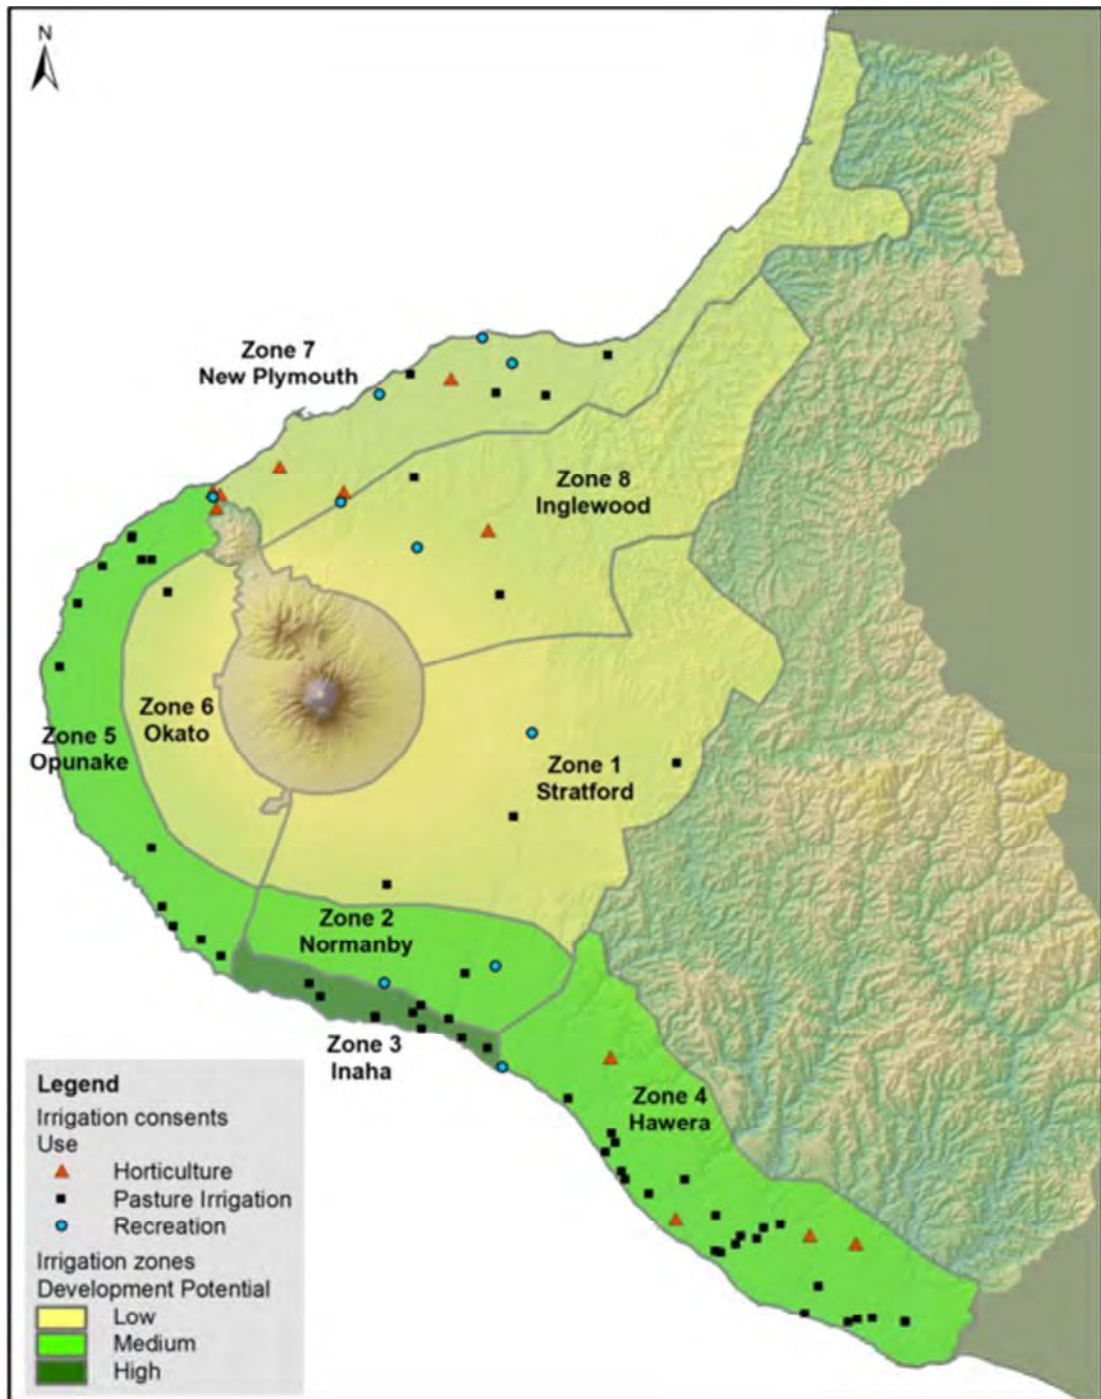 N
Zone 7
New Plymouth
Zone 8
Inglewood
Zone 6
Okato
Zone 5
Opunake
Zone 1
Stratford
Zone 2
Normanby
Zone 3
Inaha
Zone 4
Hawera
Legend
Irrigation consents
Use
Horticulture
Pasture Irrigation
Recreation
Irrigation zones
Development Potential
Low
Medium
High